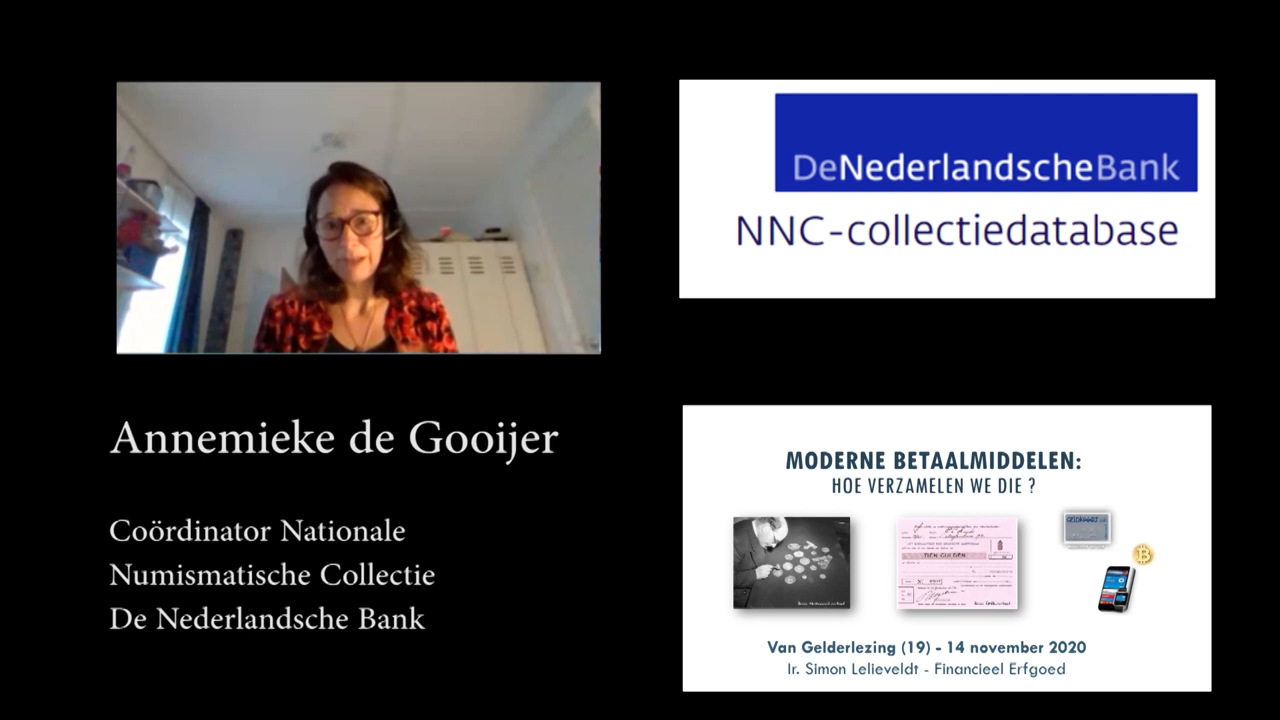 DeNederlandscheBank
NNC-collectiedatabase
Annemieke de Gooijer
Coördinator Nationale
Numismatische Collectie
De Nederlandsche Bank
MODERNE BETAALMIDDELEN:
HOE VERZAMELEN WE DIE ?
TIEN GULDEN
Van Gelderlezing (19) - 14 november 2020
Ir. Simon Lelieveldt - Financieel Erfgoed